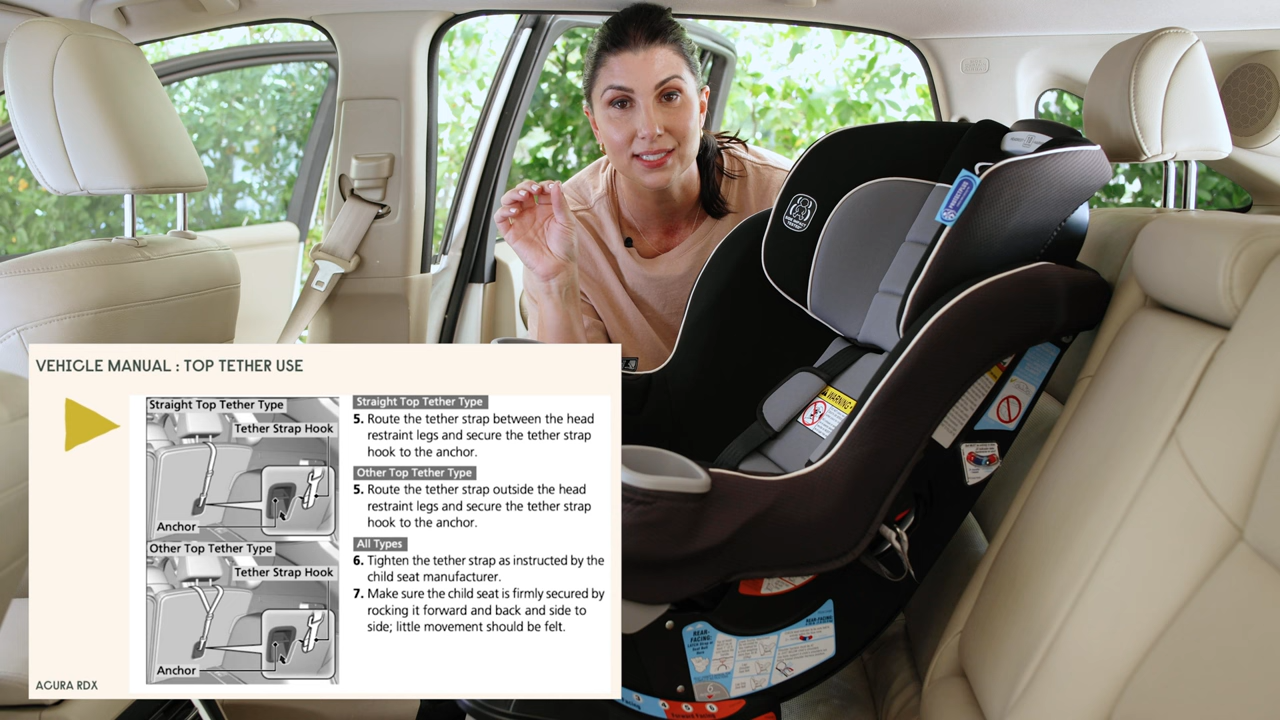 VEHICLE MANUAL : TOP TETHER USE
Straight Top Tether Type
Tether Strap Hook
Anchor
Other Top Tether Type
Tether Strap Hook
Anchor
Straight Top Tether Type
5. Route the tether strap between the head
restraint legs and secure the tether strap
hook to the anchor.
Other Top Tether Type
5. Route the tether strap outside the head
restraint legs and secure the tether strap
hook to the anchor.
All Types
6. Tighten the tether strap as instructed by the
child seat manufacturer.
7. Make sure the child seat is firmly secured by
rocking it forward and back and side to
side; little movement should be felt.
ACURA RDX
WARNING
REAR-
FACING:
Forward Facing